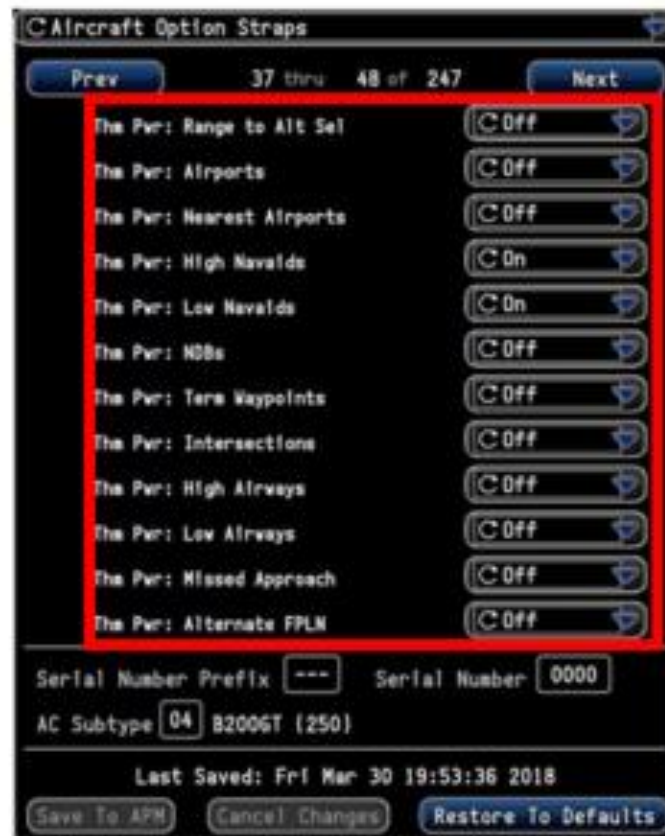 Aircraft Option Straps
Prev 37 thru 48 of 247 Next
Thm Pwr: Range to Alt Sel Off
Thm Pwr: Airports Off
Thm Pwr: Nearest Airports Off
Thm Pwr: High Navaids On
Thm Pwr: Low Navaids On
Thm Pwr: NDBs Off
Thm Pwr: Term Waypoints Off
Thm Pwr: Intersections Off
Thm Pwr: High Airways Off
Thm Pwr: Low Airways Off
Thm Pwr: Missed Approach Off
Thm Pwr: Alternate FPLN Off
Serial Number Prefix --- Serial Number 0000
AC Subtype 04 B200GT (250)
Last Saved: Fri Mar 30 19:53:36 2018
Save To APM Cancel Changes Restore To Defaults